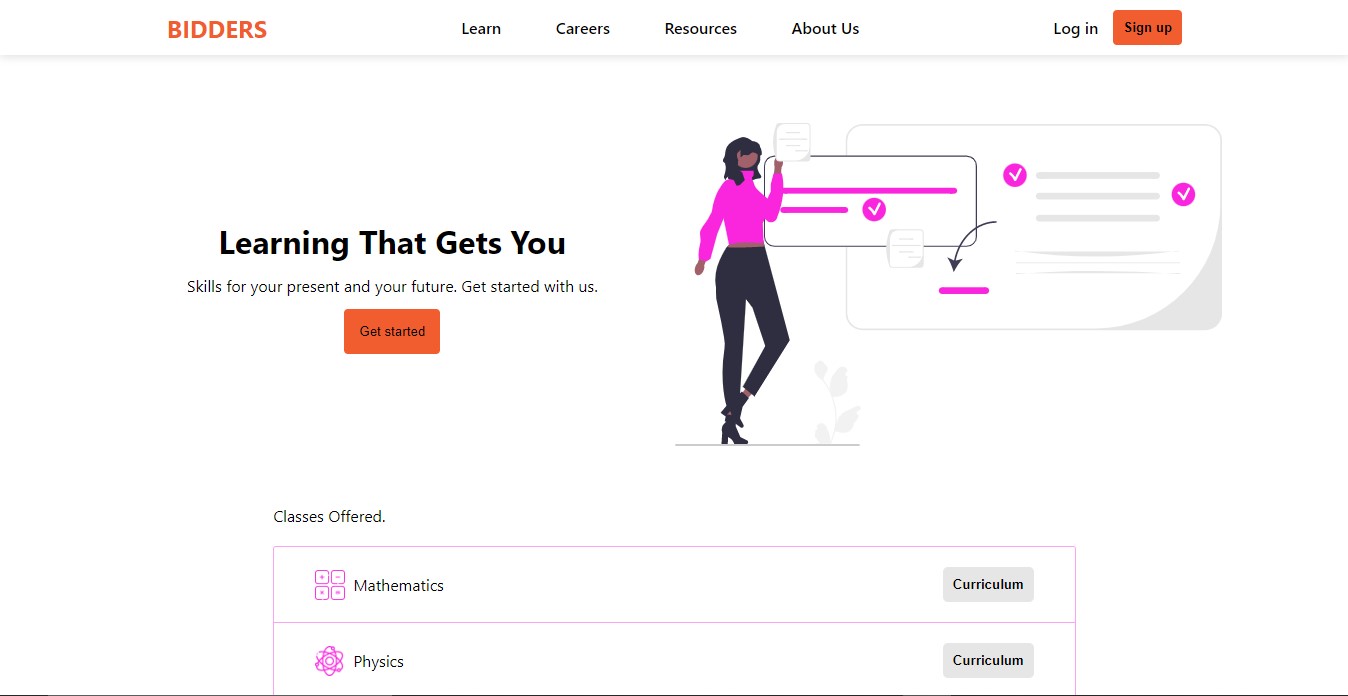 BIDDERS
Learn
Careers
Resources
About Us
Log in
Sign up
Learning That Gets You
Skills for your present and your future. Get started with us.
Get started
Classes Offered.
Mathematics
Curriculum
Physics
Curriculum